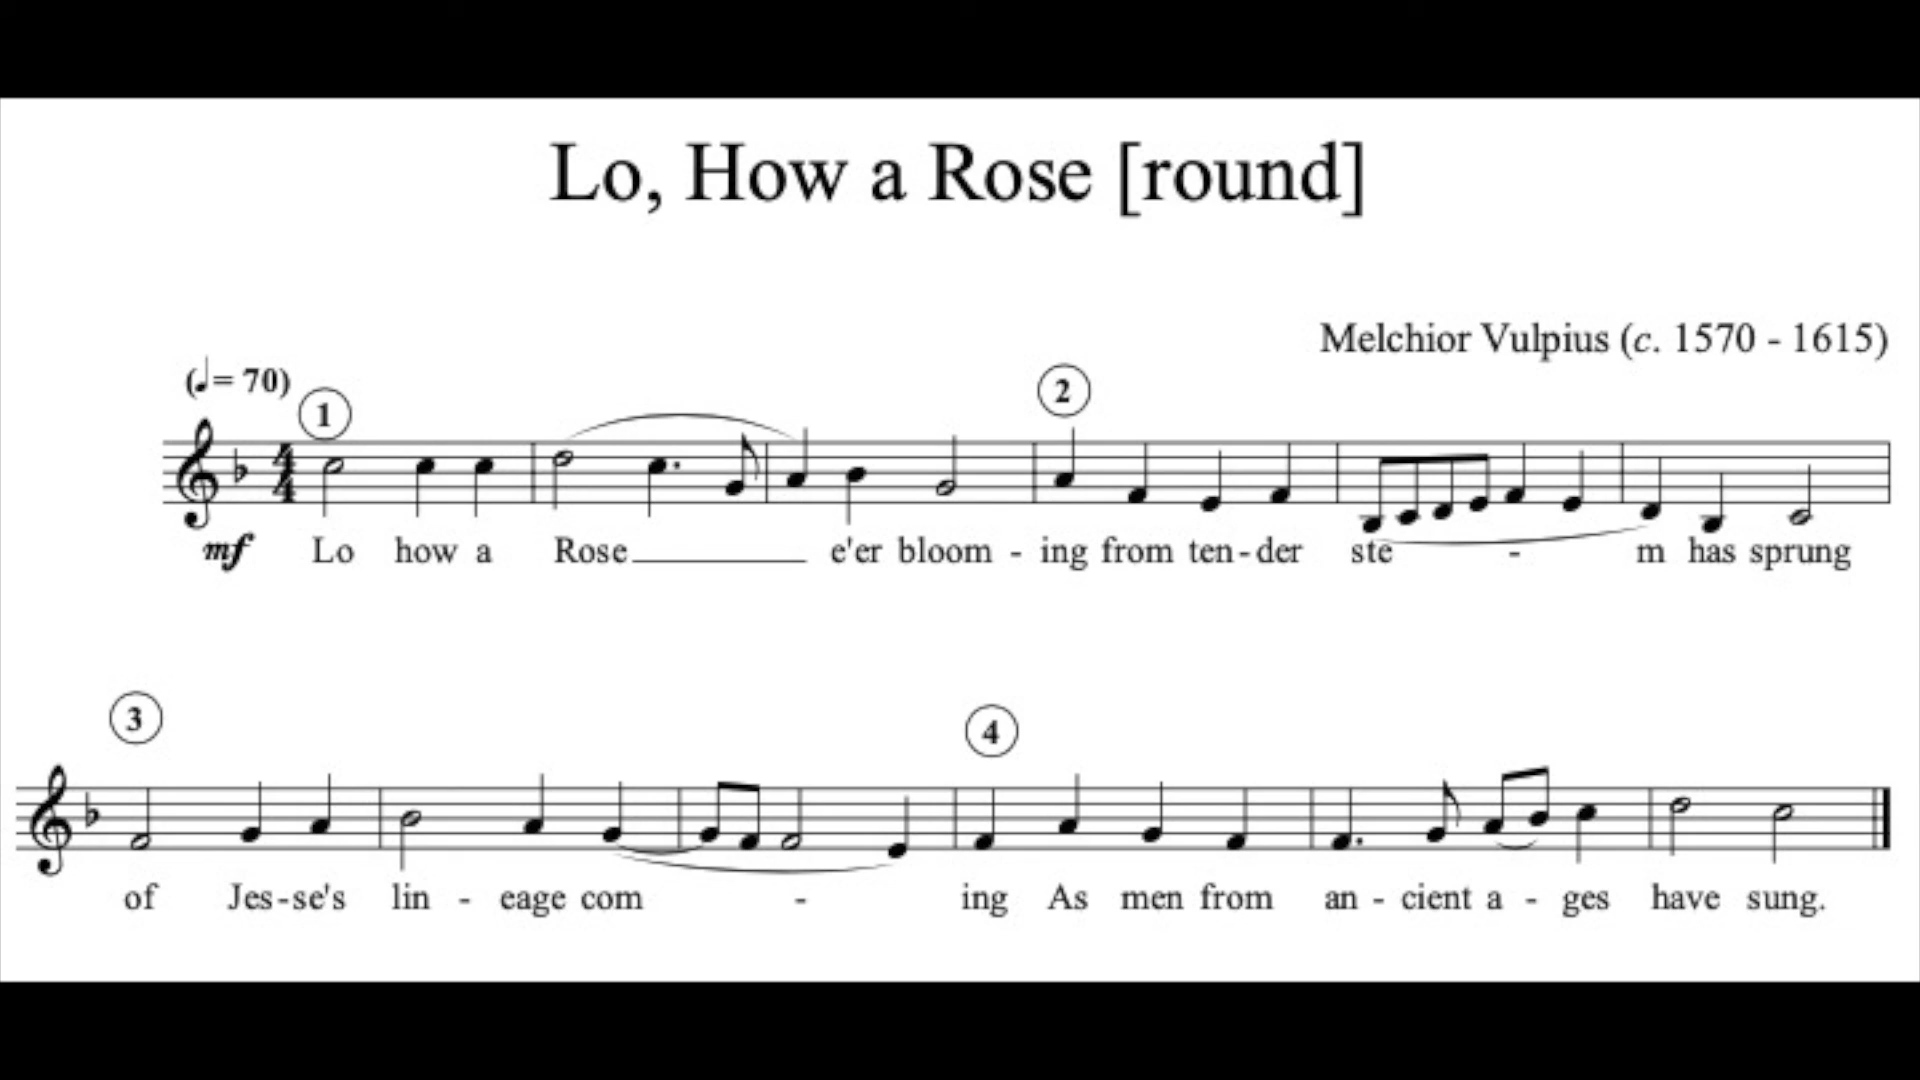 Lo, How a Rose [round]
Melchior Vulpius (c. 1570 - 1615)
(♩= 70)
1 2
4/4
mf Lo how a Rose e'er bloom - ing from ten - der ste - m has sprung
3 4
of Jes - se's lin - eage com - ing As men from an - cient a - ges have sung.